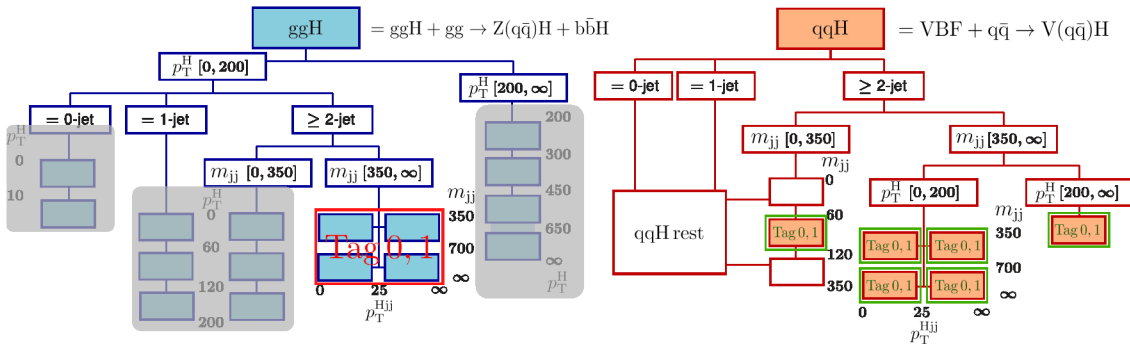 ggH = ggH + gg → Z(qq̄)H + bb̄H
p_T^H [0, 200]
p_T^H [200, ∞]
= 0-jet = 1-jet ≥ 2-jet
p_T^H
0
10
m_jj [0, 350] m_jj [350, ∞]
p_T^H
0
60
120
200
m_jj
350
700
∞
Tag 0, 1
0 25 ∞
p_T^Hjj
200
300
450
650
∞
p_T^H
qqH = VBF + qq̄ → V(qq̄)H
= 0-jet = 1-jet ≥ 2-jet
m_jj [0, 350] m_jj [350, ∞]
m_jj
0
60
120
350
qqH rest
Tag 0, 1
p_T^H [0, 200] p_T^H [200, ∞]
m_jj
350
700
∞
Tag 0, 1 Tag 0, 1
Tag 0, 1 Tag 0, 1
Tag 0, 1
0 25 ∞
p_T^Hjj